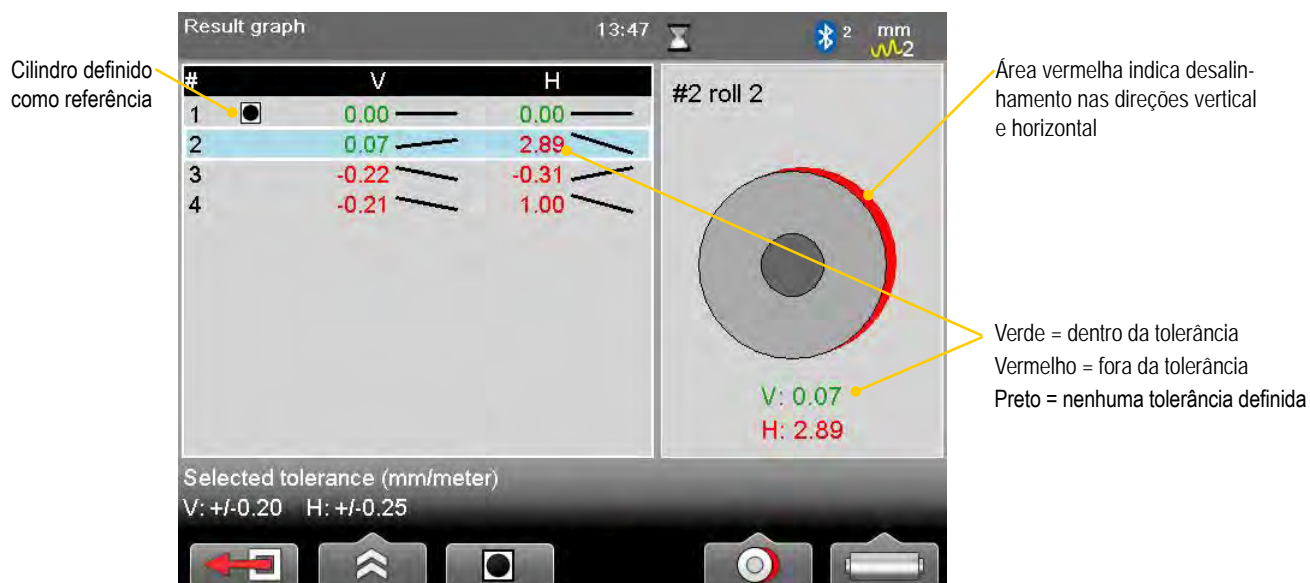 Result graph 13:47 2 mm
2
Cilindro definido
como referência
# V H
1 0.00 0.00
2 0.07 2.89
3 -0.22 -0.31
4 -0.21 1.00
#2 roll 2
V: 0.07
H: 2.89
Área vermelha indica desalin-
hamento nas direções vertical
e horizontal
Verde = dentro da tolerância
Vermelho = fora da tolerância
Preto = nenhuma tolerância definida
Selected tolerance (mm/meter)
V: +/-0.20 H: +/-0.25